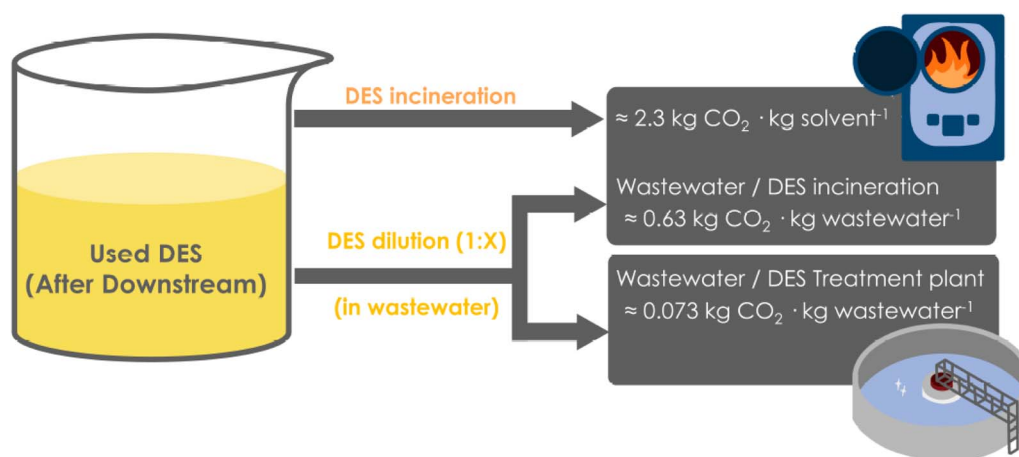 DES incineration
≈ 2.3 kg CO₂ · kg solvent⁻¹
Wastewater / DES incineration
≈ 0.63 kg CO₂ · kg wastewater⁻¹
Used DES
(After Downstream)
DES dilution (1:X)
(in wastewater)
Wastewater / DES Treatment plant
≈ 0.073 kg CO₂ · kg wastewater⁻¹